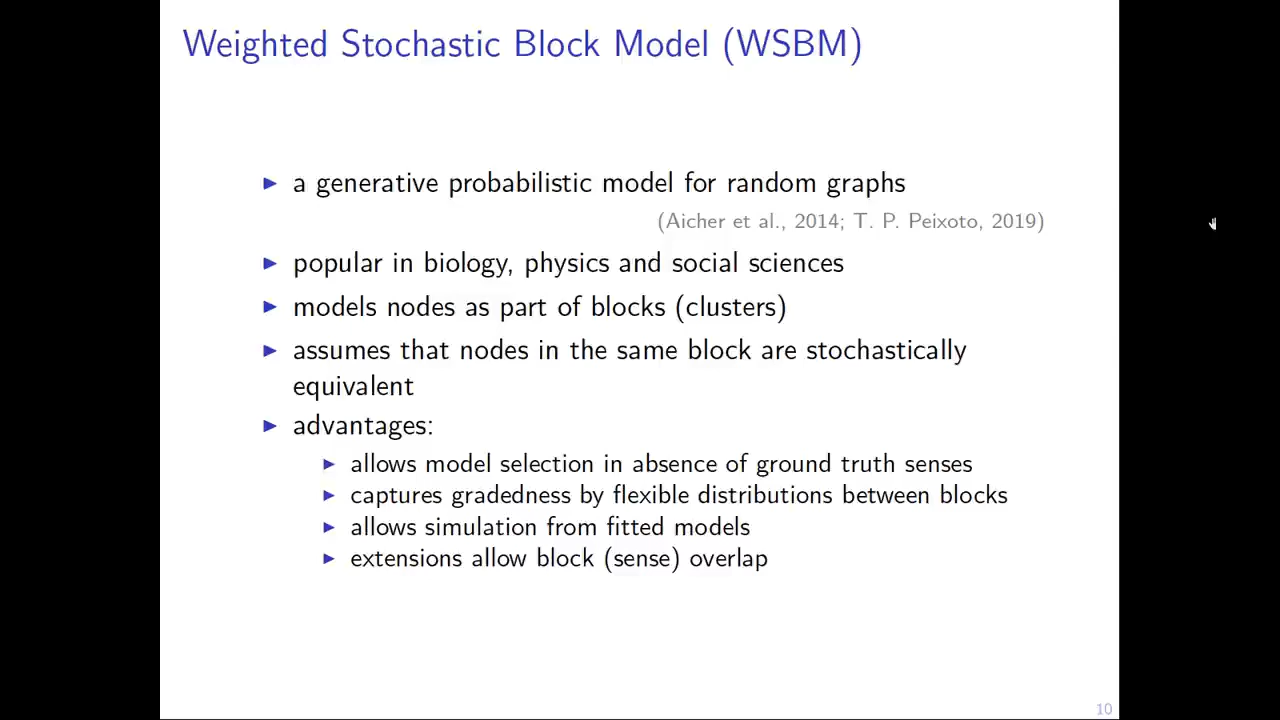 Weighted Stochastic Block Model (WSBM)
a generative probabilistic model for random graphs
(Aicher et al., 2014; T. P. Peixoto, 2019)
popular in biology, physics and social sciences
models nodes as part of blocks (clusters)
assumes that nodes in the same block are stochastically
equivalent
advantages:
allows model selection in absence of ground truth senses
captures gradedness by flexible distributions between blocks
allows simulation from fitted models
extensions allow block (sense) overlap
10